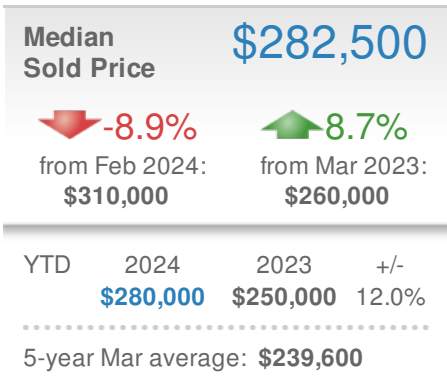 Median $282,500
Sold Price
-8.9% 8.7%
from Feb 2024: from Mar 2023:
$310,000 $260,000
YTD 2024 2023 +/-
$280,000 $250,000 12.0%
5-year Mar average: $239,600